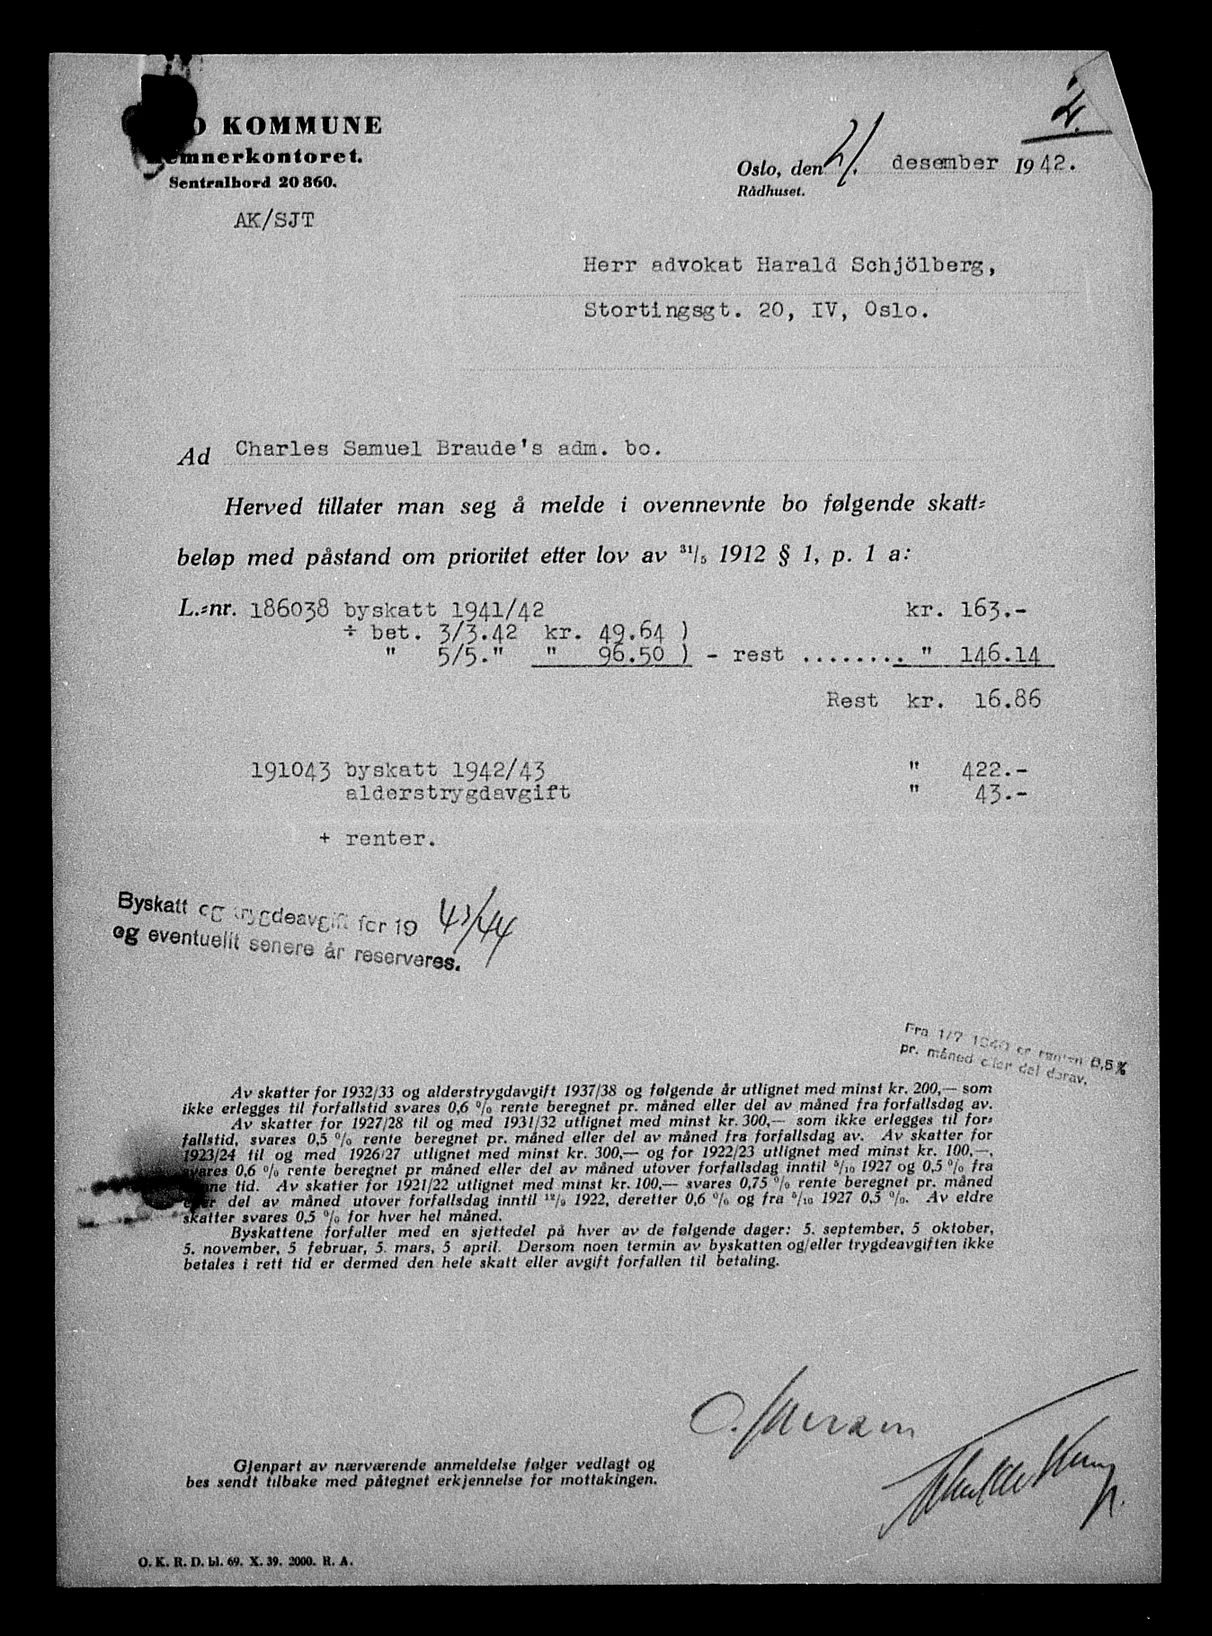 O KOMMUNE
Kemnerkontoret.
Sentralbord 20 860.
AK/SJT
2.
Oslo, den 21. desember 1942.
Rådhuset.
Herr advokat Harald Schjölberg,
Stortingsgt. 20, IV, Oslo.
Ad Charles Samuel Braude's adm. bo.
Herved tillater man seg å melde i ovennevnte bo følgende skatt-
beløp med påstand om prioritet etter lov av 31/5 1912 § 1, p. 1 a:
L.-nr. 186038 byskatt 1941/42 kr. 163.-
÷ bet. 3/3.42 kr. 49.64 )
" 5/5." " 96.50 ) - rest ........ " 146.14
Rest kr. 16.86
191043 byskatt 1942/43 " 422.-
alderstrygdavgift " 43.-
+ renter.
Byskatt og trygdeavgift for 19 43/44
og eventuellt senere år reserveres.
Fra 1/7 1940 er renten 0,5 %
pr. måned eller del derav.
Av skatter for 1932/33 og alderstrygdavgift 1937/38 og følgende år utlignet med minst kr. 200,— som
ikke erlegges til forfallstid svares 0,6 % rente beregnet pr. måned eller del av måned fra forfallsdag av.
Av skatter for 1927/28 til og med 1931/32 utlignet med minst kr. 300,— som ikke erlegges til for-
fallstid, svares 0,5 % rente beregnet pr. måned eller del av måned fra forfallsdag av. Av skatter for
1923/24 til og med 1926/27 utlignet med minst kr. 300,— og for 1922/23 utlignet med minst kr. 100,—,
svares 0,6 % rente beregnet pr måned eller del av måned utover forfallsdag inntil 5/10 1927 og 0,5 % fra
denne tid. Av skatter for 1921/22 utlignet med minst kr. 100,— svares 0,75 % rente beregnet pr. måned
eller del av måned utover forfallsdag inntil 12/9 1922, deretter 0,6 % og fra 5/10 1927 0,5 %. Av eldre
skatter svares 0,5 % for hver hel måned.
Byskattene forfaller med en sjettedel på hver av de følgende dager: 5. september, 5 oktober,
5. november, 5 februar, 5. mars, 5 april. Dersom noen termin av byskatten og/eller trygdeavgiften ikke
betales i rett tid er dermed den hele skatt eller avgift forfallen til betaling.
Gjenpart av nærværende anmeldelse følger vedlagt og
bes sendt tilbake med påtegnet erkjennelse for mottakingen.
O. K. R. D. bl. 69. X. 39. 2000. R. A.